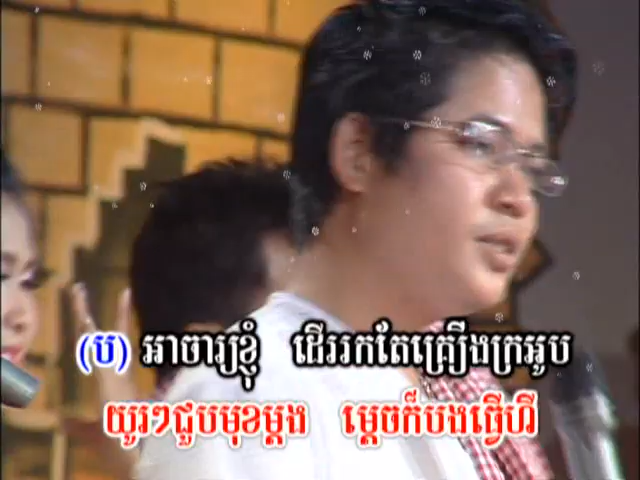 (ប) អាចារ្យខ្ញុំ ដើររកតែគ្រឿងក្រអូប
យូរៗជួបមុខម្ដង ម្ដេចក៏បងធ្វើហី